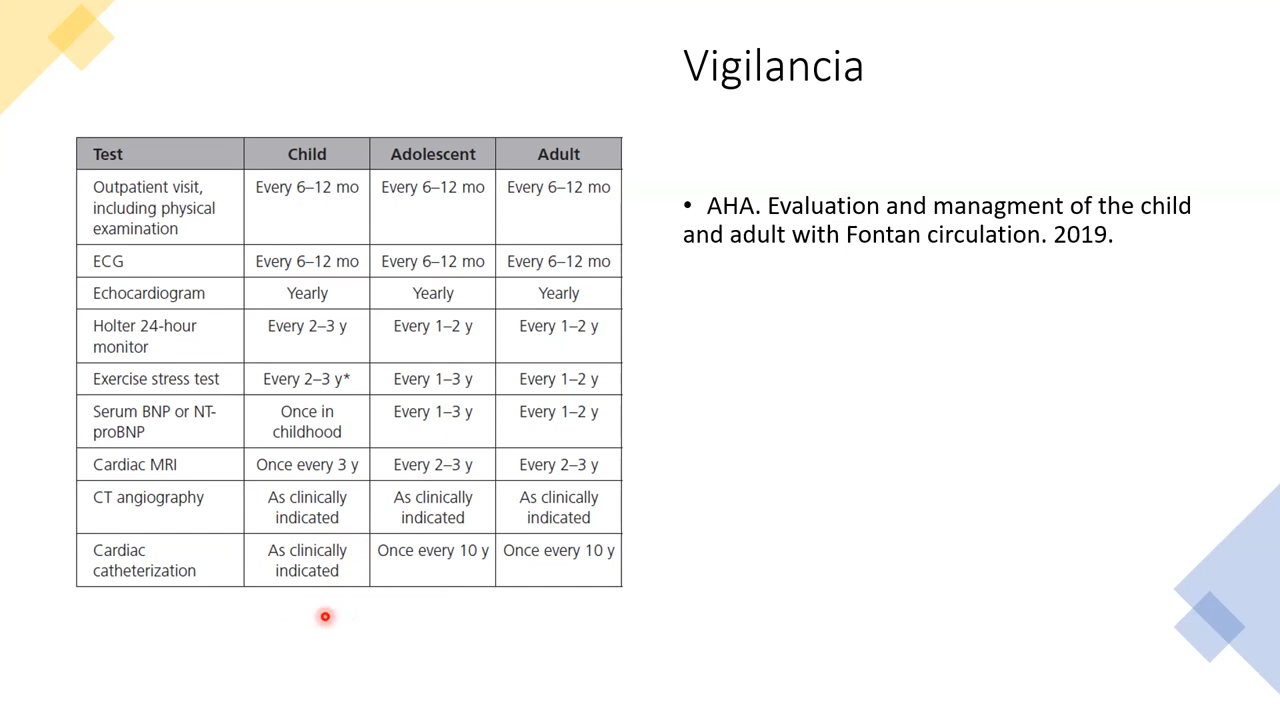 Vigilancia
Test Child Adolescent Adult
Outpatient visit, including physical examination Every 6–12 mo Every 6–12 mo Every 6–12 mo
ECG Every 6–12 mo Every 6–12 mo Every 6–12 mo
Echocardiogram Yearly Yearly Yearly
Holter 24-hour monitor Every 2–3 y Every 1–2 y Every 1–2 y
Exercise stress test Every 2–3 y* Every 1–3 y Every 1–2 y
Serum BNP or NT-proBNP Once in childhood Every 1–3 y Every 1–2 y
Cardiac MRI Once every 3 y Every 2–3 y Every 2–3 y
CT angiography As clinically indicated As clinically indicated As clinically indicated
Cardiac catheterization As clinically indicated Once every 10 y Once every 10 y
• AHA. Evaluation and managment of the child
and adult with Fontan circulation. 2019.